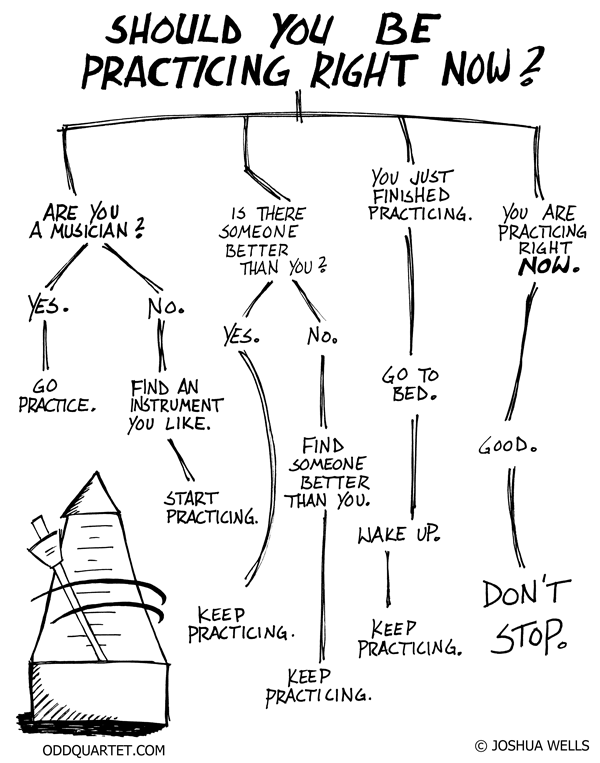 SHOULD YOU BE
PRACTICING RIGHT NOW?
ARE YOU
A MUSICIAN?
YES.
NO.
GO
PRACTICE.
FIND AN
INSTRUMENT
YOU LIKE.
START
PRACTICING.
IS THERE
SOMEONE
BETTER
THAN YOU?
YES.
NO.
KEEP
PRACTICING.
FIND
SOMEONE
BETTER
THAN YOU.
KEEP
PRACTICING.
YOU JUST
FINISHED
PRACTICING.
GO TO
BED.
WAKE UP.
KEEP
PRACTICING.
YOU ARE
PRACTICING
RIGHT
NOW.
GOOD.
DON'T
STOP.
ODDQUARTET.COM
© JOSHUA WELLS